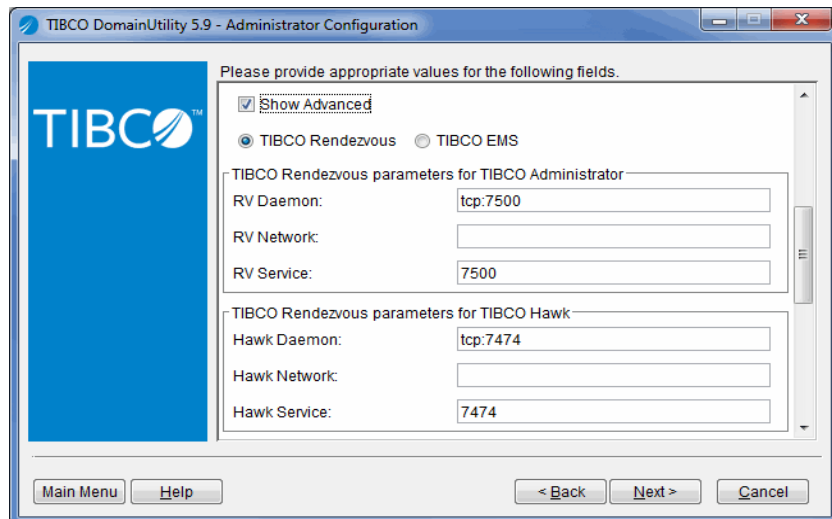 TIBCO DomainUtility 5.9 - Administrator Configuration
Please provide appropriate values for the following fields.
TIBCO™
Show Advanced
TIBCO Rendezvous TIBCO EMS
TIBCO Rendezvous parameters for TIBCO Administrator
RV Daemon: tcp:7500
RV Network:
RV Service: 7500
TIBCO Rendezvous parameters for TIBCO Hawk
Hawk Daemon: tcp:7474
Hawk Network:
Hawk Service: 7474
Main Menu Help < Back Next > Cancel